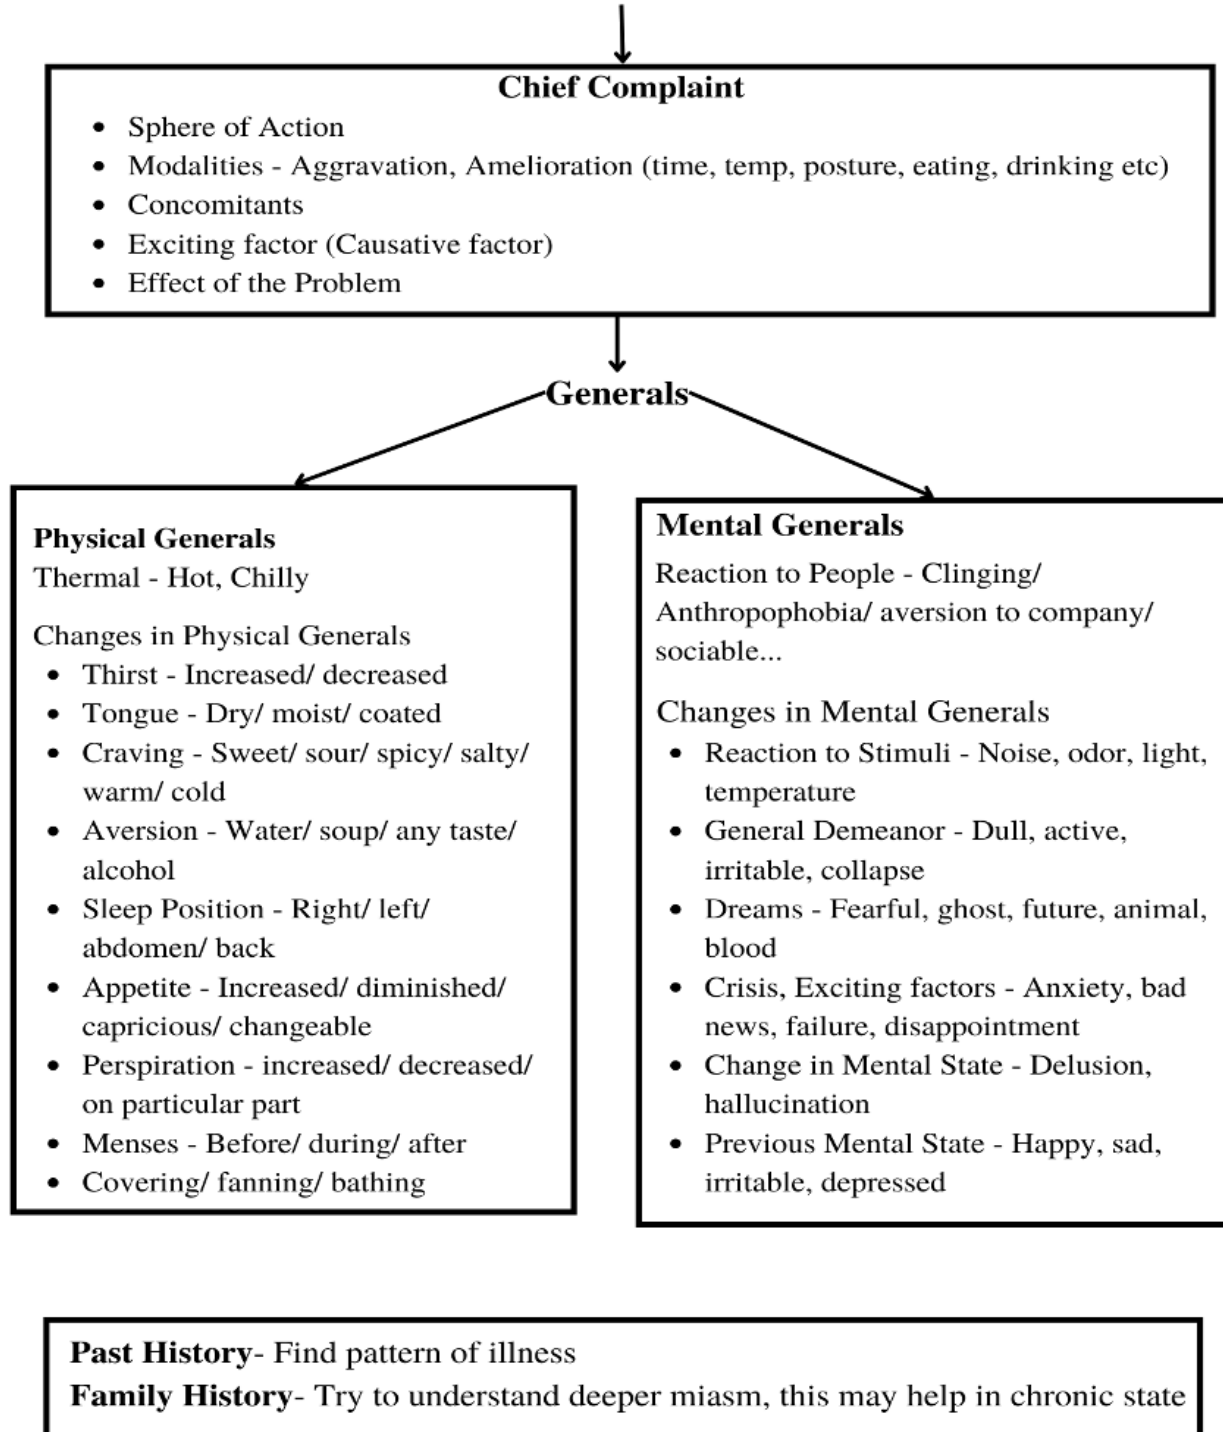 Chief Complaint
• Sphere of Action
• Modalities - Aggravation, Amelioration (time, temp, posture, eating, drinking etc)
• Concomitants
• Exciting factor (Causative factor)
• Effect of the Problem
Generals
Physical Generals
Thermal - Hot, Chilly
Changes in Physical Generals
• Thirst - Increased/ decreased
• Tongue - Dry/ moist/ coated
• Craving - Sweet/ sour/ spicy/ salty/
warm/ cold
• Aversion - Water/ soup/ any taste/
alcohol
• Sleep Position - Right/ left/
abdomen/ back
• Appetite - Increased/ diminished/
capricious/ changeable
• Perspiration - increased/ decreased/
on particular part
• Menses - Before/ during/ after
• Covering/ fanning/ bathing
Mental Generals
Reaction to People - Clinging/
Anthropophobia/ aversion to company/
sociable...
Changes in Mental Generals
• Reaction to Stimuli - Noise, odor, light,
temperature
• General Demeanor - Dull, active,
irritable, collapse
• Dreams - Fearful, ghost, future, animal,
blood
• Crisis, Exciting factors - Anxiety, bad
news, failure, disappointment
• Change in Mental State - Delusion,
hallucination
• Previous Mental State - Happy, sad,
irritable, depressed
Past History- Find pattern of illness
Family History- Try to understand deeper miasm, this may help in chronic state